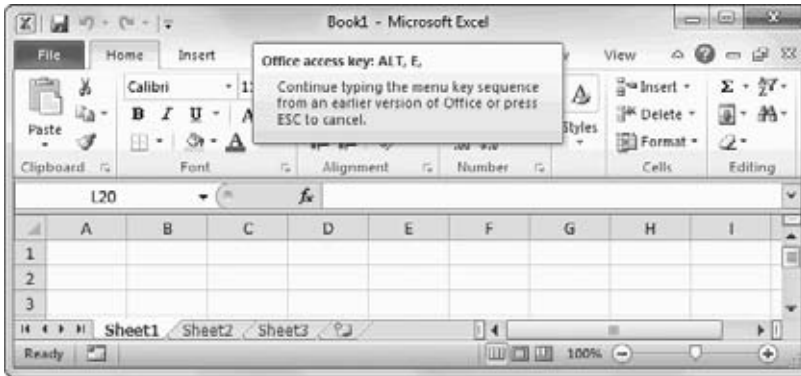 Book1 - Microsoft Excel
File Home Insert View
Office access key: ALT, E,
Continue typing the menu key sequence
from an earlier version of Office or press
ESC to cancel.
Paste
Calibri
B I U A
A
Styles
Insert
Delete
Format
Σ
Clipboard Font Alignment Number Cells Editing
L20 fx
A B C D E F G H I
1
2
3
Sheet1 Sheet2 Sheet3
Ready 100%